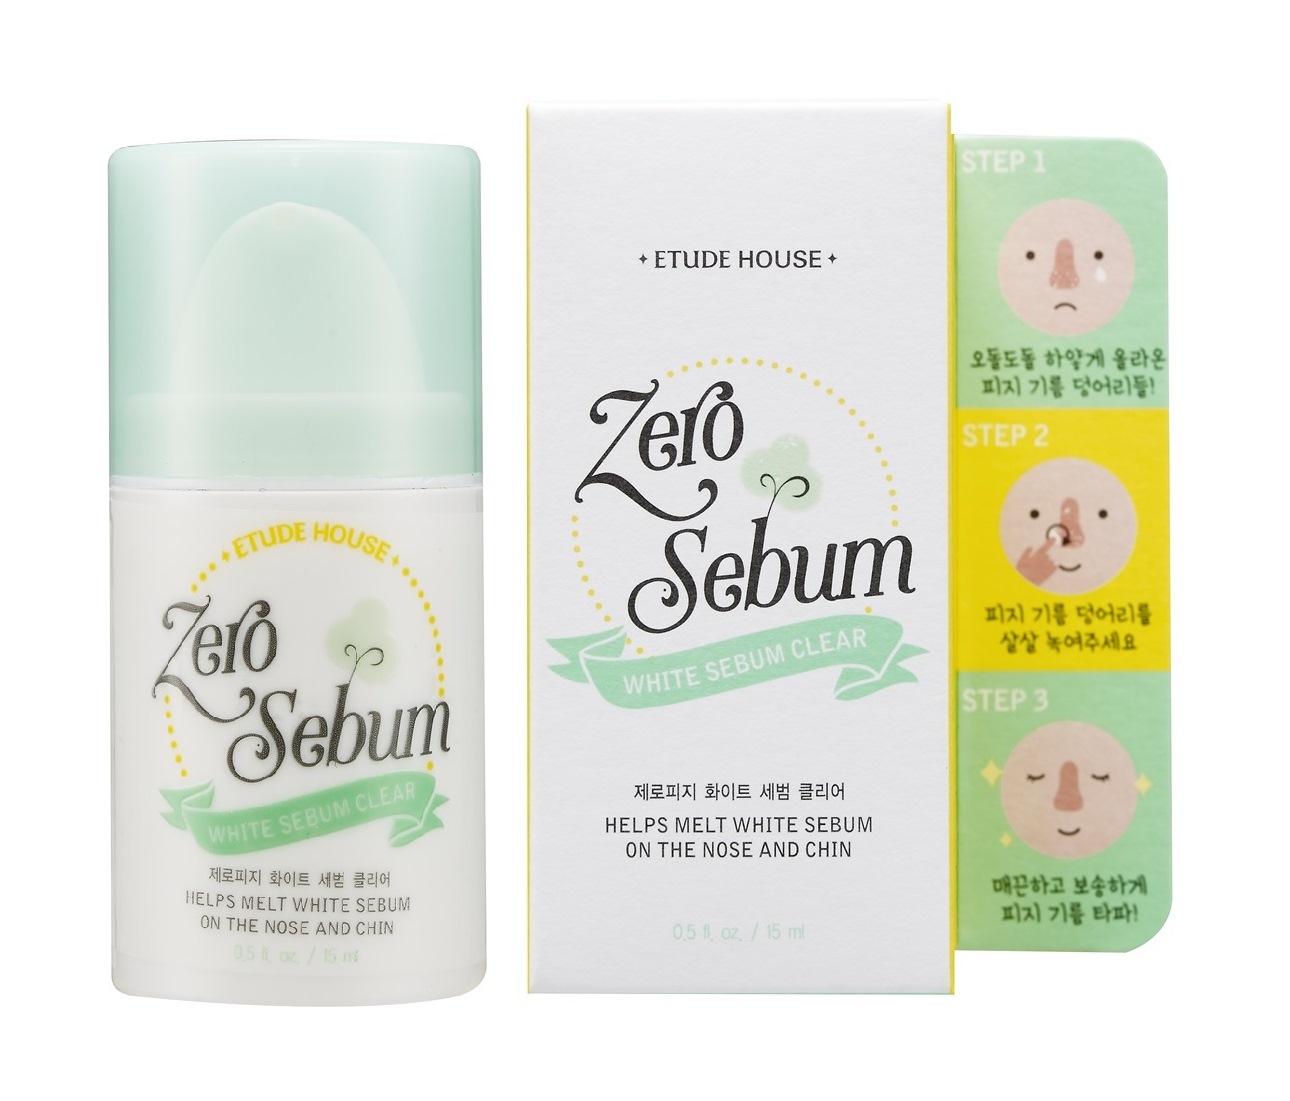 ETUDE HOUSE
Zero
Sebum
WHITE SEBUM CLEAR
제로피지 화이트 세범 클리어
HELPS MELT WHITE SEBUM
ON THE NOSE AND CHIN
0.5 fl. oz. / 15 ml
ETUDE HOUSE
Zero
Sebum
WHITE SEBUM CLEAR
제로피지 화이트 세범 클리어
HELPS MELT WHITE SEBUM
ON THE NOSE AND CHIN
0.5 fl. oz. / 15 ml
STEP 1
오돌도돌 하얗게 올라온
피지 기름 덩어리들!
STEP 2
피지 기름 덩어리를
살살 녹여주세요
STEP 3
매끈하고 보송하게
피지 기름 타파!